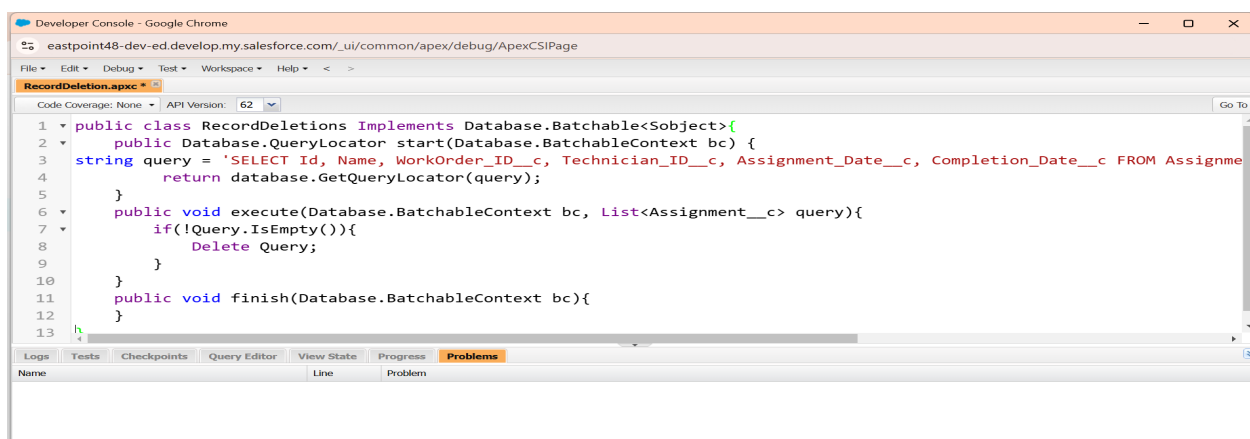 Developer Console - Google Chrome
eastpoint48-dev-ed.develop.my.salesforce.com/_ui/common/apex/debug/ApexCSIPage
File Edit Debug Test Workspace Help < >
RecordDeletion.apxc *
Code Coverage: None API Version: 62 Go To
1 public class RecordDeletions Implements Database.Batchable<Sobject>{
2 public Database.QueryLocator start(Database.BatchableContext bc) {
3 string query = 'SELECT Id, Name, WorkOrder_ID__c, Technician_ID__c, Assignment_Date__c, Completion_Date__c FROM Assignme
4 return database.GetQueryLocator(query);
5 }
6 public void execute(Database.BatchableContext bc, List<Assignment__c> query){
7 if(!Query.IsEmpty()){
8 Delete Query;
9 }
10 }
11 public void finish(Database.BatchableContext bc){
12 }
13 }
Logs Tests Checkpoints Query Editor View State Progress Problems
Name Line Problem